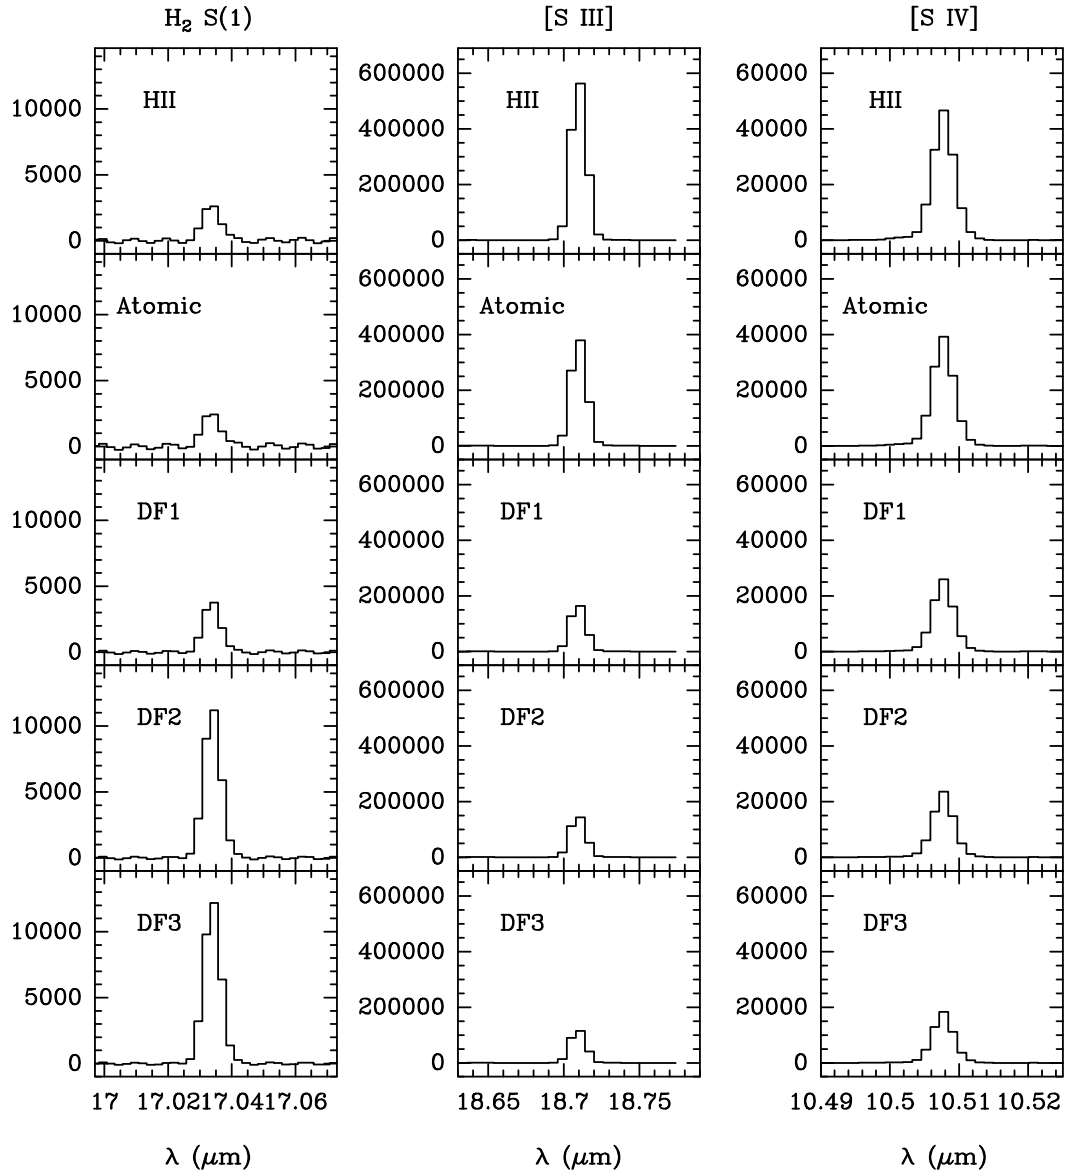 H₂ S(1) [S III] [S IV]
HII HII HII
10000 5000 0
600000 400000 200000 0
60000 40000 20000 0
Atomic Atomic Atomic
10000 5000 0
600000 400000 200000 0
60000 40000 20000 0
DF1 DF1 DF1
10000 5000 0
600000 400000 200000 0
60000 40000 20000 0
DF2 DF2 DF2
10000 5000 0
600000 400000 200000 0
60000 40000 20000 0
DF3 DF3 DF3
10000 5000 0
600000 400000 200000 0
60000 40000 20000 0
17 17.02 17.04 17.06 18.65 18.7 18.75 10.49 10.5 10.51 10.52
λ (μm) λ (μm) λ (μm)